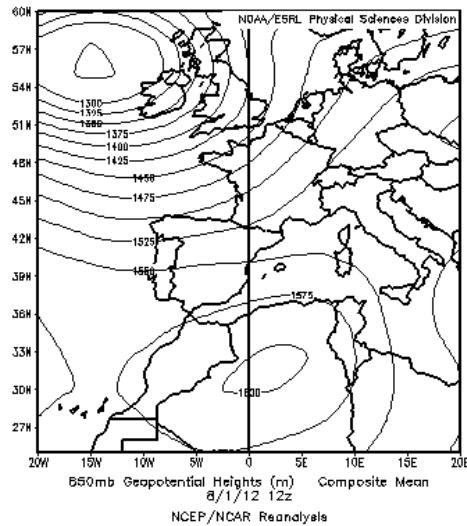 60N
NOAA/ESRL Physical Sciences Division
57N
54N
1300
1325
1350
51N
1375
1400
1425
48N
1450
1475
45N
1525
42N
1550
39N
1575
36N
33N
30N
1600
27N
20W 15W 10W 5W 0 5E 10E 15E 20E
850mb Geopotential Heights (m) Composite Mean
8/1/12 12z
NCEP/NCAR Reanalysis